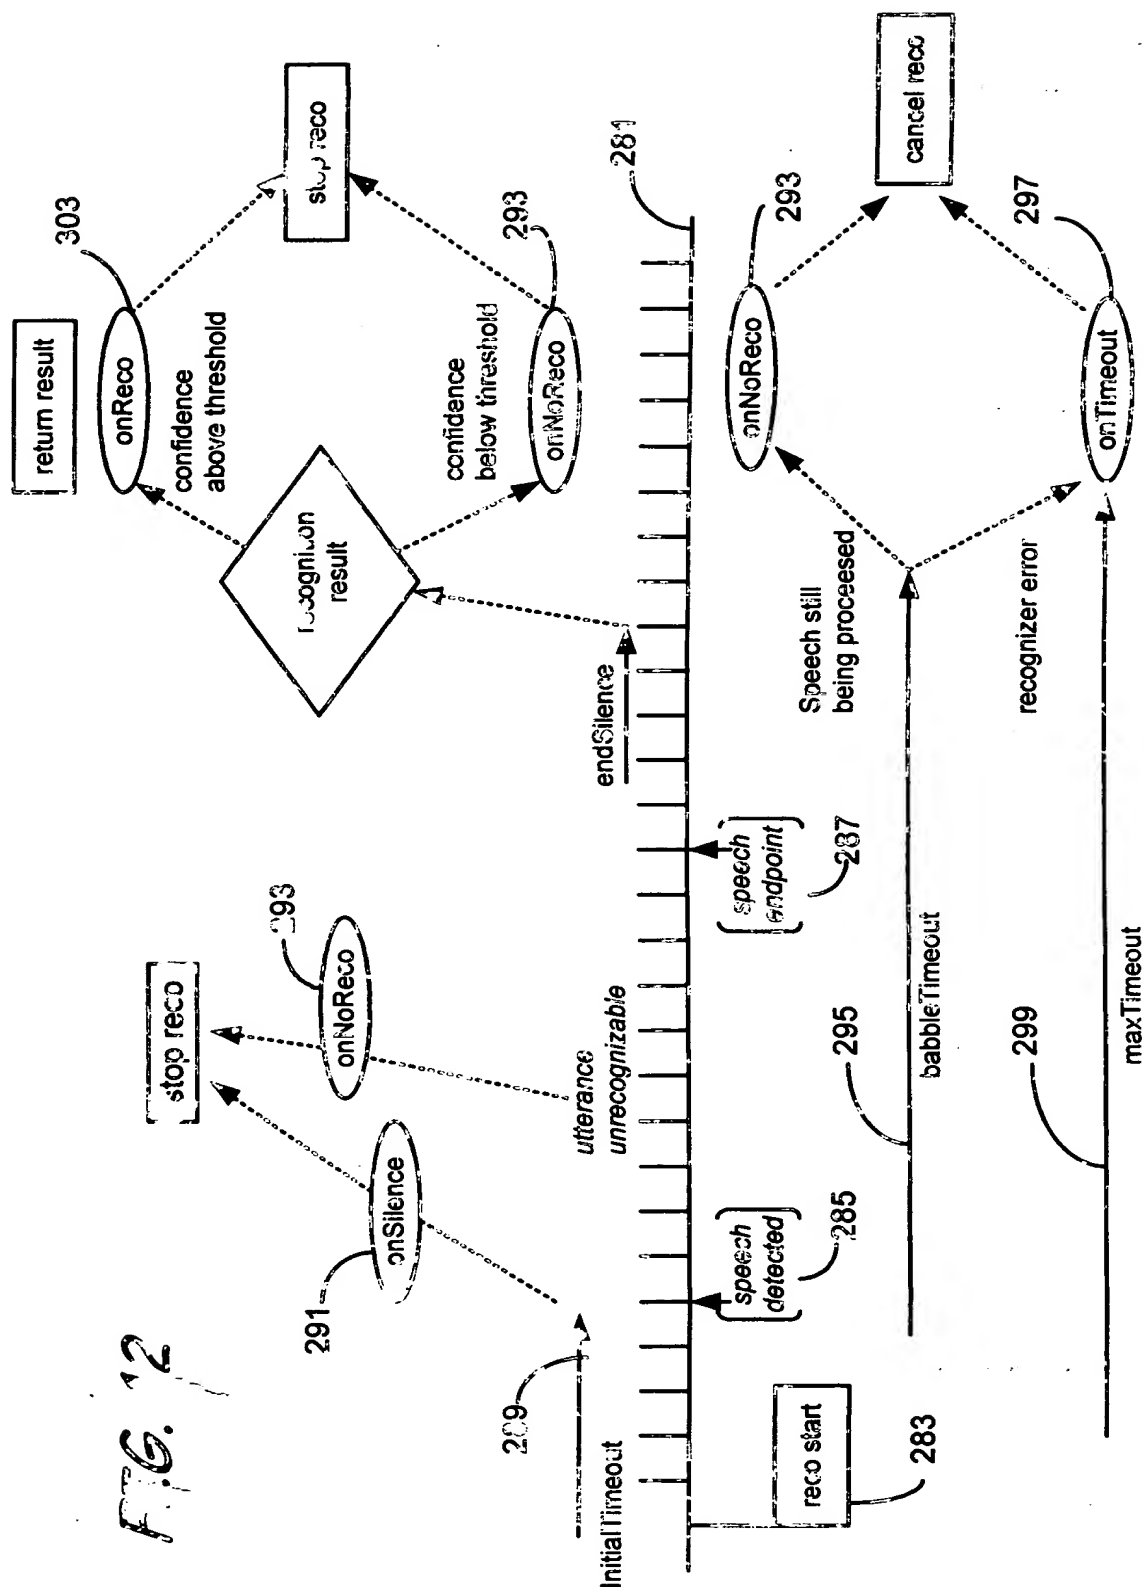 FIG. 12
return result
303
onReco
confidence
above threshold
stop reco
recognition
result
confidence
below threshold
onNoReco
293
stop reco
293
onNoReco
291
onSilence
utterance
unrecognizable
endSilence
281
289
InitialTimeout
reco start
283
speech
detected
285
speech
endpoint
287
Speech still
being proceesed
onNoReco
293
cancel reco
295
babbleTimeout
recognizer error
onTimeout
297
299
maxTimeout